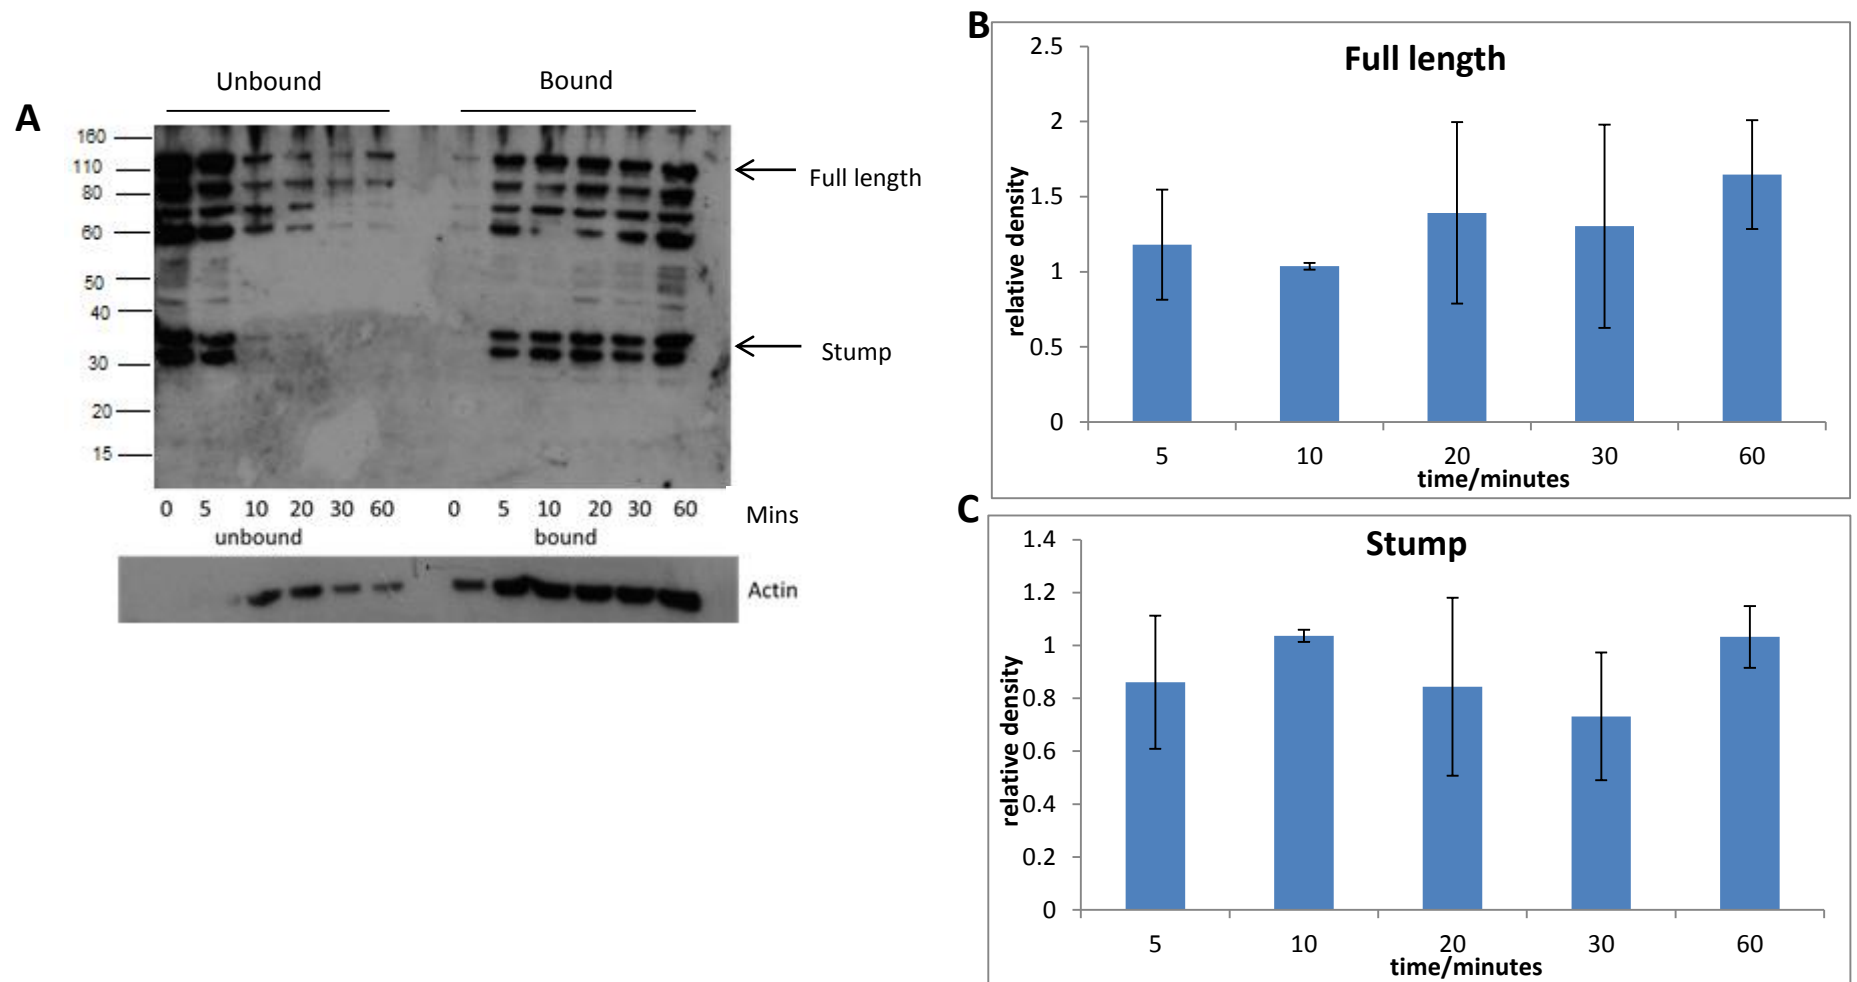 A
Unbound
Bound
160
110
80
60
50
40
30
20
15
Full length
Stump
0 5 10 20 30 60 0 5 10 20 30 60 Mins
unbound bound
Actin
B
Full length
2.5
2
1.5
1
0.5
0
relative density
5 10 20 30 60
time/minutes
C
Stump
1.4
1.2
1
0.8
0.6
0.4
0.2
0
relative density
5 10 20 30 60
time/minutes